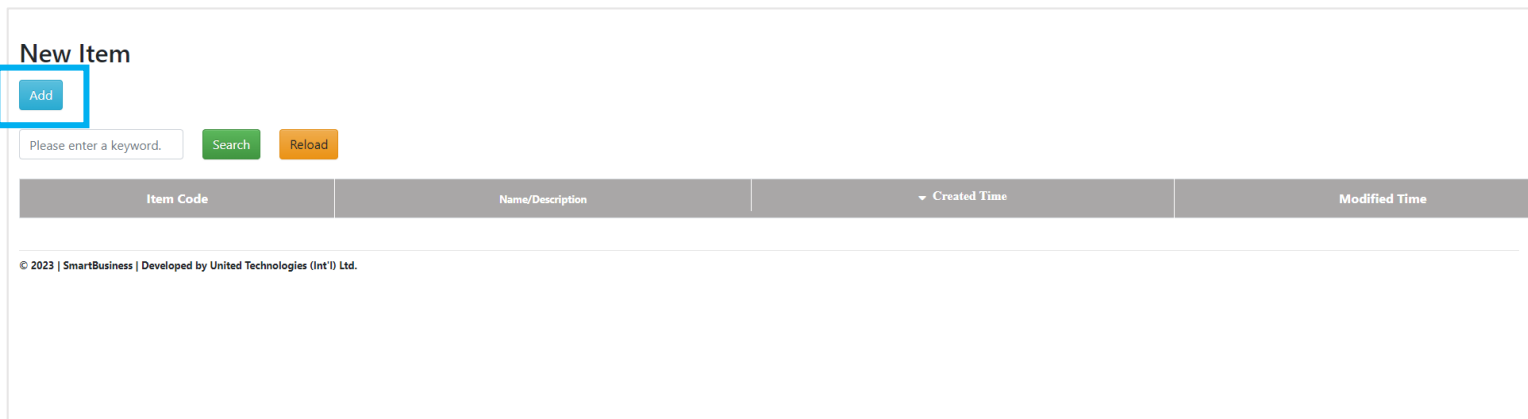 New Item
Add
Please enter a keyword. Search Reload
Item Code Name/Description Created Time Modified Time
© 2023 | SmartBusiness | Developed by United Technologies (Int'l) Ltd.